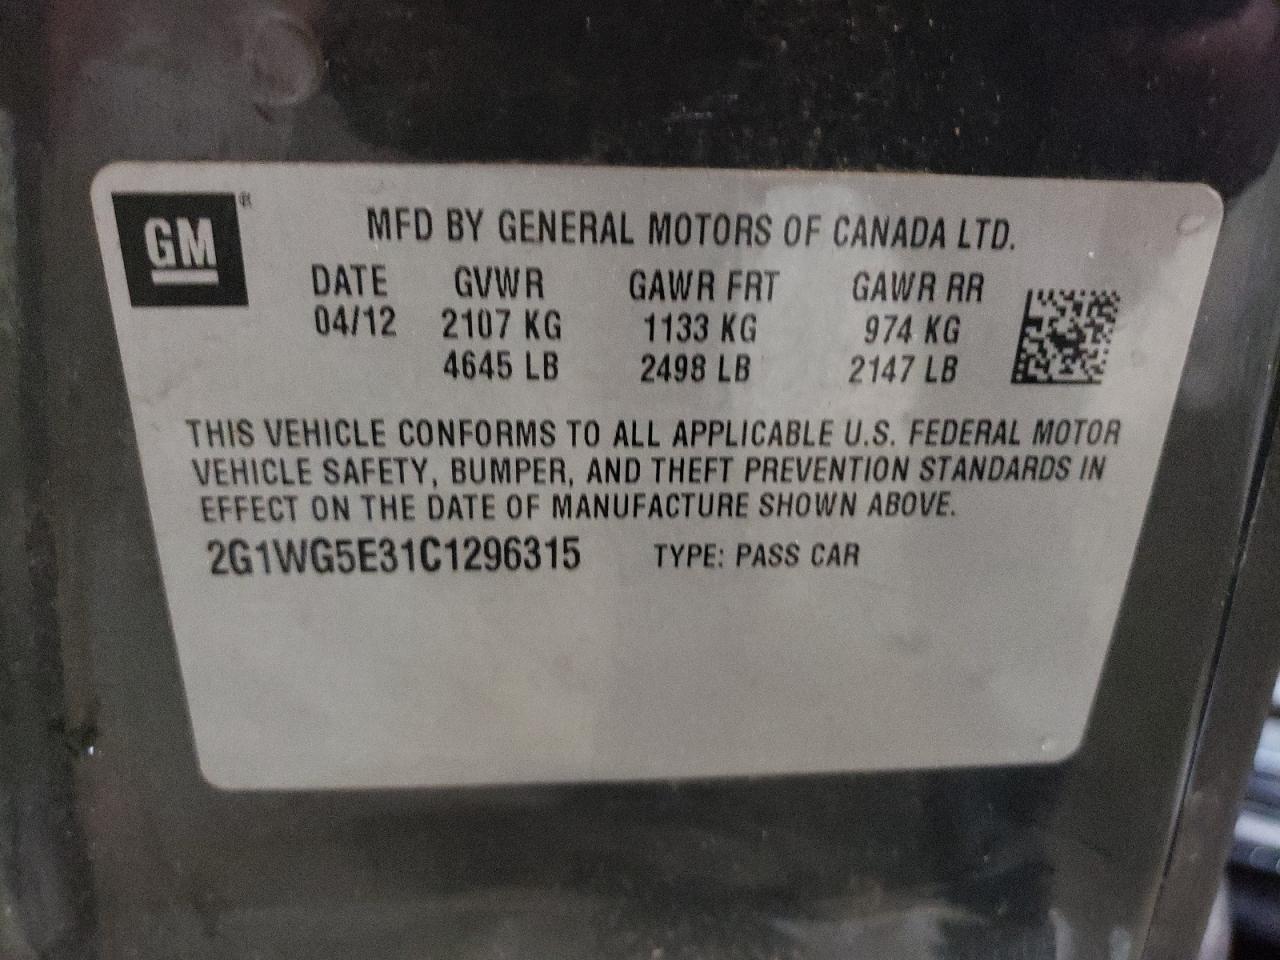 GM ®
MFD BY GENERAL MOTORS OF CANADA LTD.
DATE GVWR GAWR FRT GAWR RR
04/12 2107 KG 1133 KG 974 KG
4645 LB 2498 LB 2147 LB
THIS VEHICLE CONFORMS TO ALL APPLICABLE U.S. FEDERAL MOTOR
VEHICLE SAFETY, BUMPER, AND THEFT PREVENTION STANDARDS IN
EFFECT ON THE DATE OF MANUFACTURE SHOWN ABOVE.
2G1WG5E31C1296315 TYPE: PASS CAR